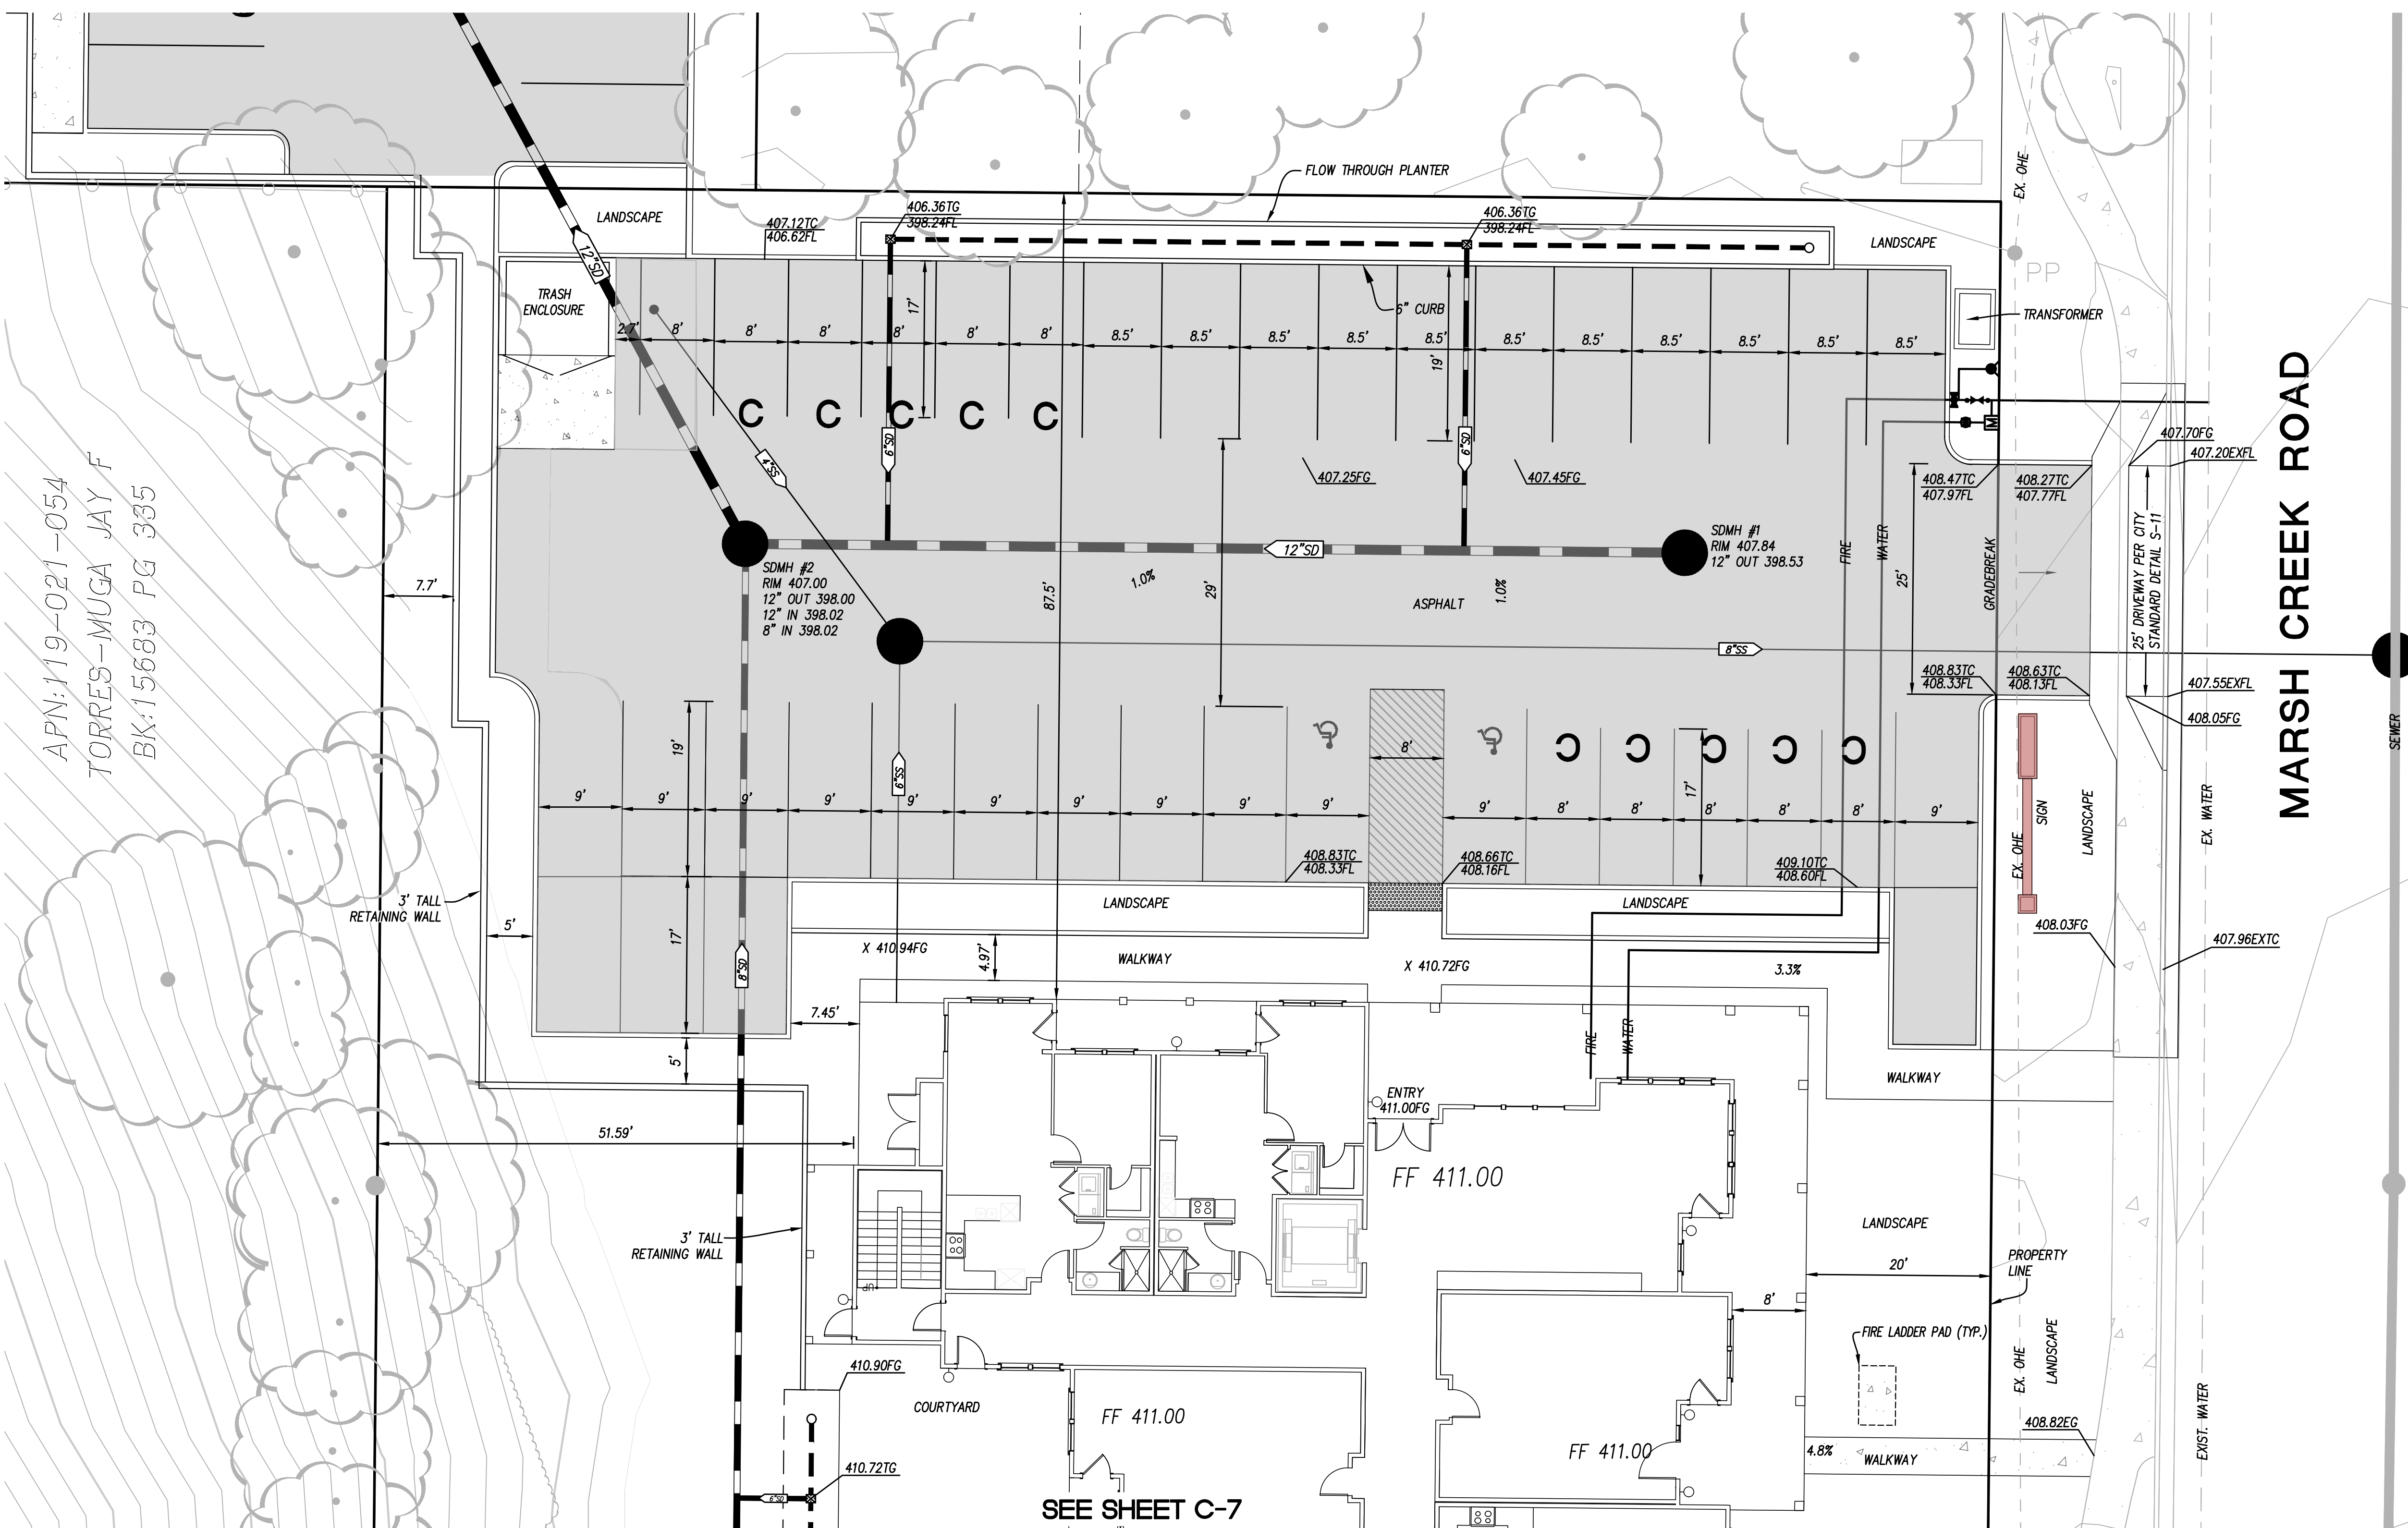 FLOW THROUGH PLANTER
EX. OHE
LANDSCAPE
407.12TC
406.62FL
406.36TG
398.24FL
406.36TG
398.24FL
LANDSCAPE
12"SD
PP
TRASH
ENCLOSURE
17'
6" CURB
TRANSFORMER
2.7'
8'
8'
8'
8'
8'
8'
8.5'
8.5'
8.5'
8.5'
8.5'
8.5'
8.5'
8.5'
8.5'
8.5'
8.5'
19'
C
C
C
C
C
4"SS
6"SD
6"SD
407.25FG
407.45FG
408.47TC
407.97FL
408.27TC
407.77FL
407.70FG
407.20EXFL
APN:119-021-054
TORRES-MUGA JAY F
BK:15683 PG 335
MARSH CREEK ROAD
25' DRIVEWAY PER CITY
STANDARD DETAIL S-11
SDMH #1
RIM 407.84
12" OUT 398.53
12"SD
FIRE
WATER
GRADEBREAK
25'
SDMH #2
RIM 407.00
12" OUT 398.00
12" IN 398.02
8" IN 398.02
7.7'
87.5'
1.0%
29'
ASPHALT
1.0%
8"SS
408.83TC
408.33FL
408.63TC
408.13FL
407.55EXFL
408.05FG
SEWER
19'
6"SS
8'
C
C
C
C
C
17'
9'
9'
9'
9'
9'
9'
9'
9'
9'
9'
9'
8'
8'
8'
8'
8'
9'
EX. OHE
SIGN
LANDSCAPE
EX. WATER
408.83TC
408.33FL
408.66TC
408.16FL
409.10TC
408.60FL
3' TALL
RETAINING WALL
5'
17'
8"SD
LANDSCAPE
LANDSCAPE
408.03FG
407.96EXTC
X 410.94FG
4.97'
WALKWAY
X 410.72FG
3.3%
7.45'
5'
FIRE
WATER
WALKWAY
ENTRY
411.00FG
51.59'
FF 411.00
3' TALL
RETAINING WALL
UP
LANDSCAPE
PROPERTY
LINE
20'
8'
FIRE LADDER PAD (TYP.)
EX. OHE
LANDSCAPE
EXIST. WATER
410.90FG
COURTYARD
FF 411.00
FF 411.00
408.82EG
4.8%
WALKWAY
410.72TG
6"SD
SEE SHEET C-7